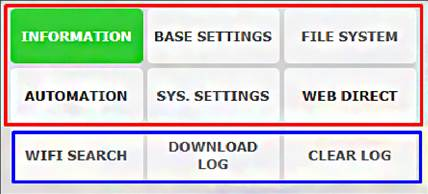 INFORMATION BASE SETTINGS FILE SYSTEM
AUTOMATION SYS. SETTINGS WEB DIRECT
WIFI SEARCH DOWNLOAD LOG CLEAR LOG